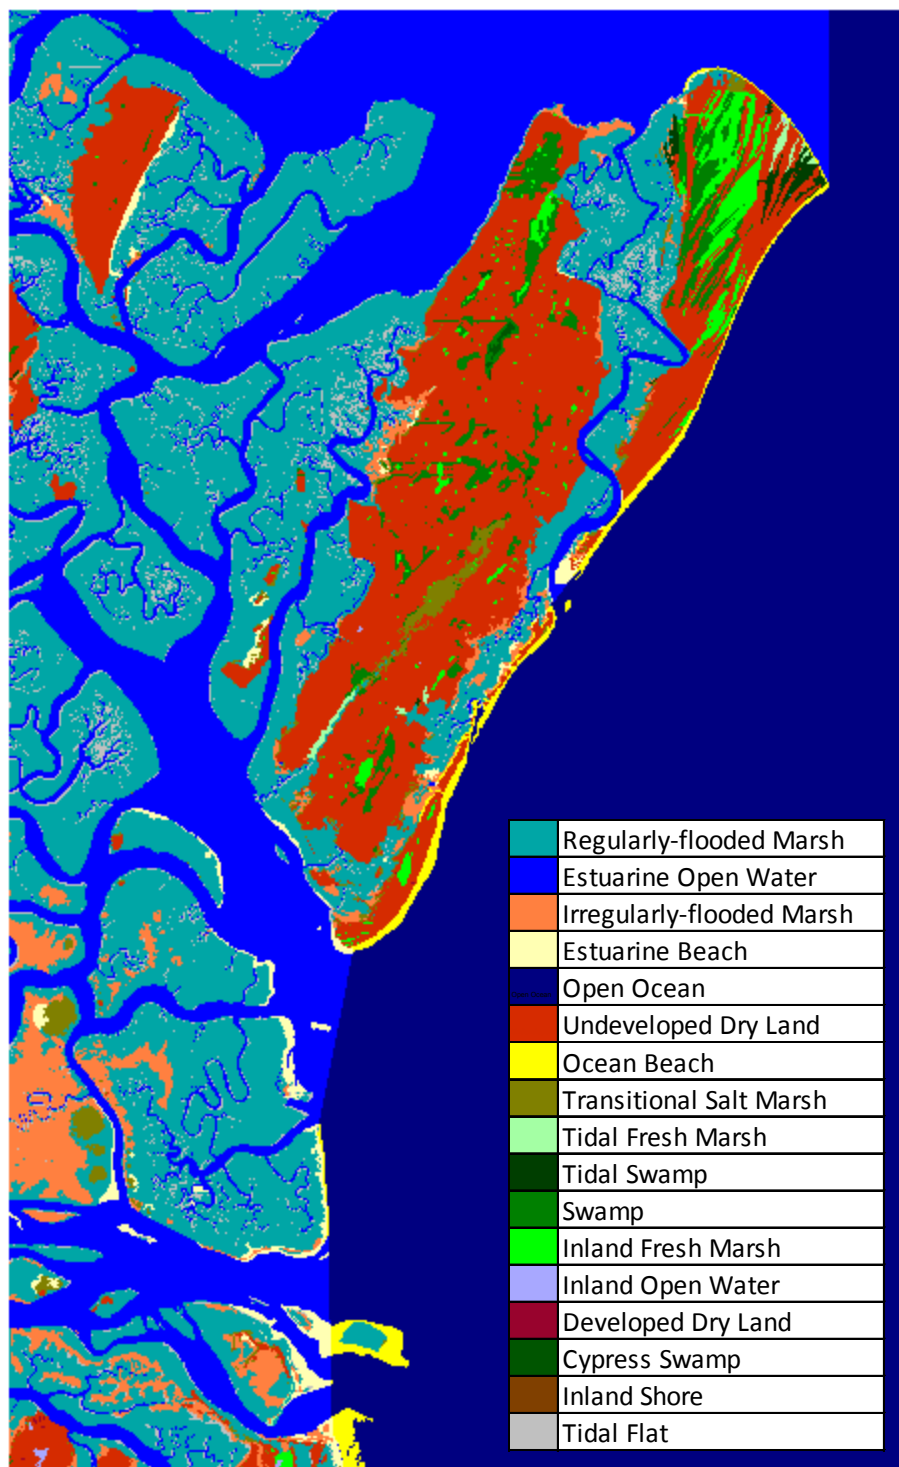 Regularly-flooded Marsh
Estuarine Open Water
Irregularly-flooded Marsh
Estuarine Beach
Open Ocean
Undeveloped Dry Land
Ocean Beach
Transitional Salt Marsh
Tidal Fresh Marsh
Tidal Swamp
Swamp
Inland Fresh Marsh
Inland Open Water
Developed Dry Land
Cypress Swamp
Inland Shore
Tidal Flat